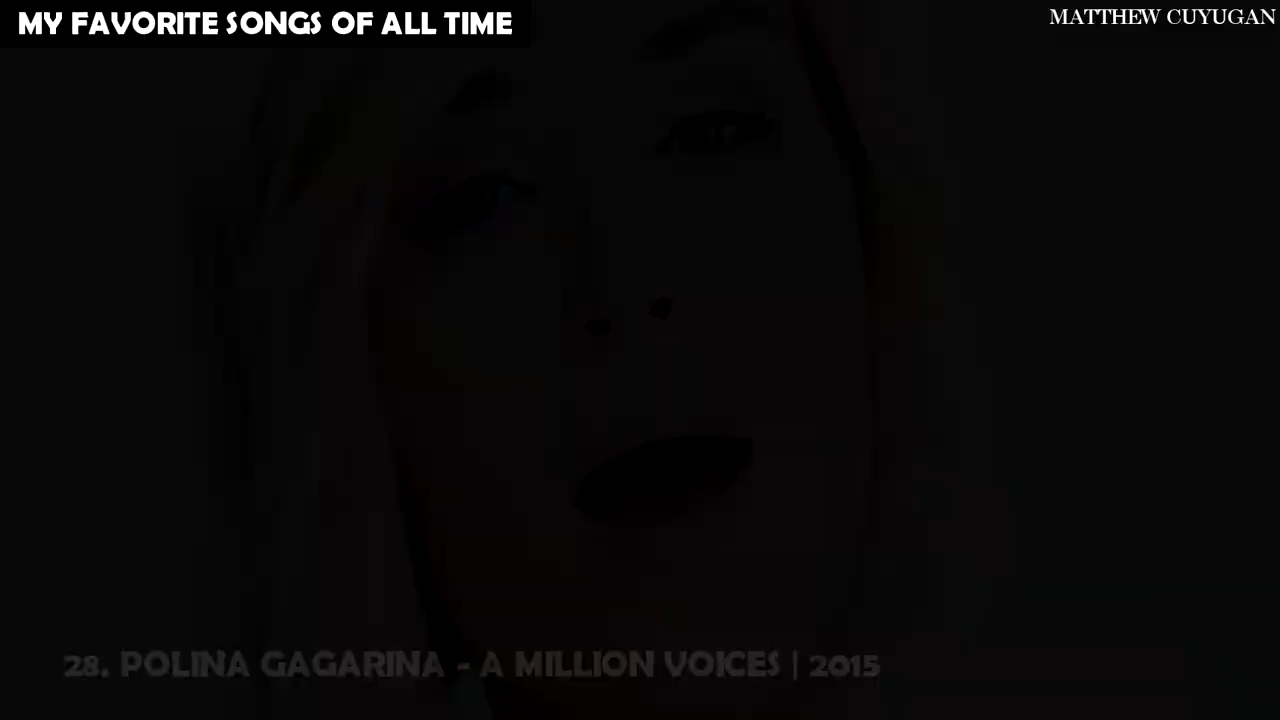 MY FAVORITE SONGS OF ALL TIME
MATTHEW CUYUGAN
28. POLINA GAGARINA - A MILLION VOICES | 2015